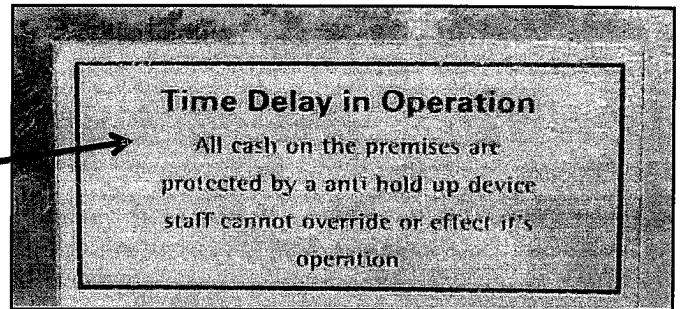 Time Delay in Operation
All cash on the premises are
protected by a anti hold up device
staff cannot override or effect it's
operation